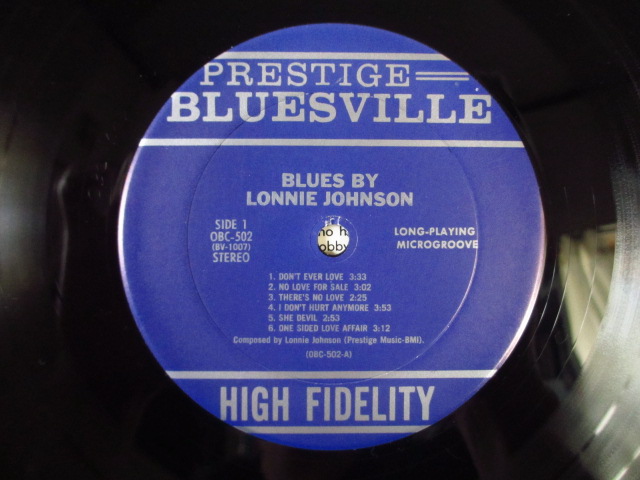 PRESTIGE
BLUESVILLE
BLUES BY
LONNIE JOHNSON
SIDE 1
OBC-502
(BV-1007)
STEREO
no h
obby
LONG-PLAYING
MICROGROOVE
1. DON'T EVER LOVE 3:33
2. NO LOVE FOR SALE 3:02
3. THERE'S NO LOVE 2:25
4. I DON'T HURT ANYMORE 3:53
5. SHE DEVIL 2:53
6. ONE SIDED LOVE AFFAIR 3:12
Composed by Lonnie Johnson (Prestige Music-BMI).
(OBC-502-A)
HIGH FIDELITY